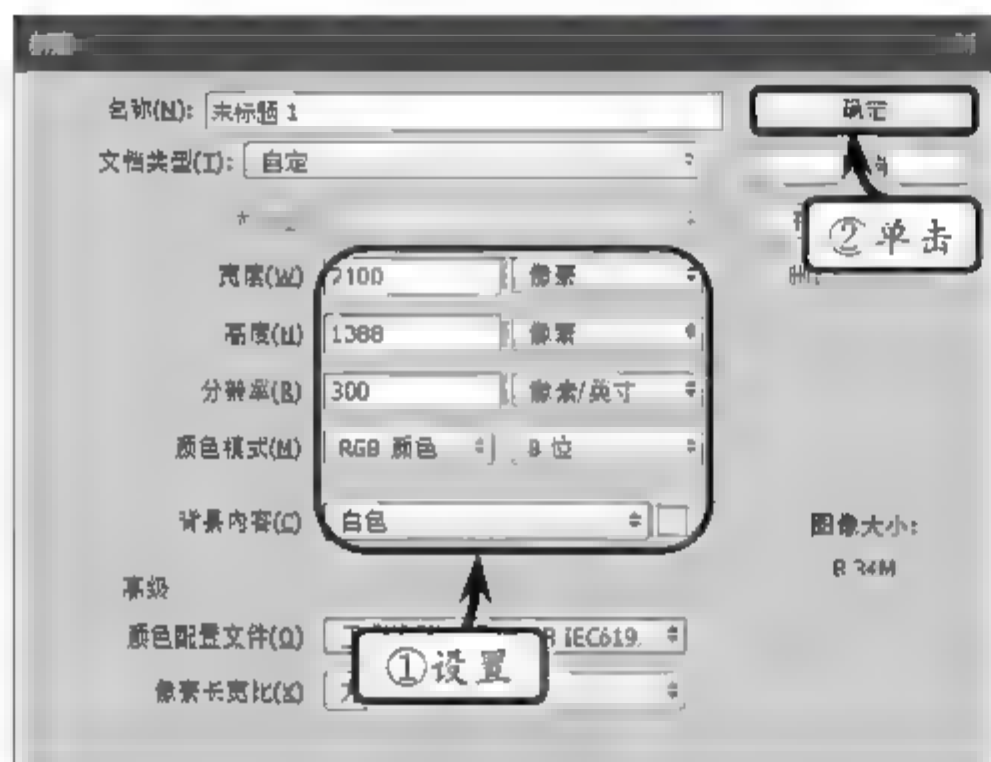 名称(N): 未标题 1 确定
文档类型(T): 自定
②单击
宽度(W) 2100 像素
高度(H) 1388 像素
分辨率(R) 300 像素/英寸
颜色模式(M) RGB 颜色 8 位
背景内容(C) 白色 图像大小:
8.34M
高级
颜色配置文件(O) IEC619.
①设置
像素长宽比(X)